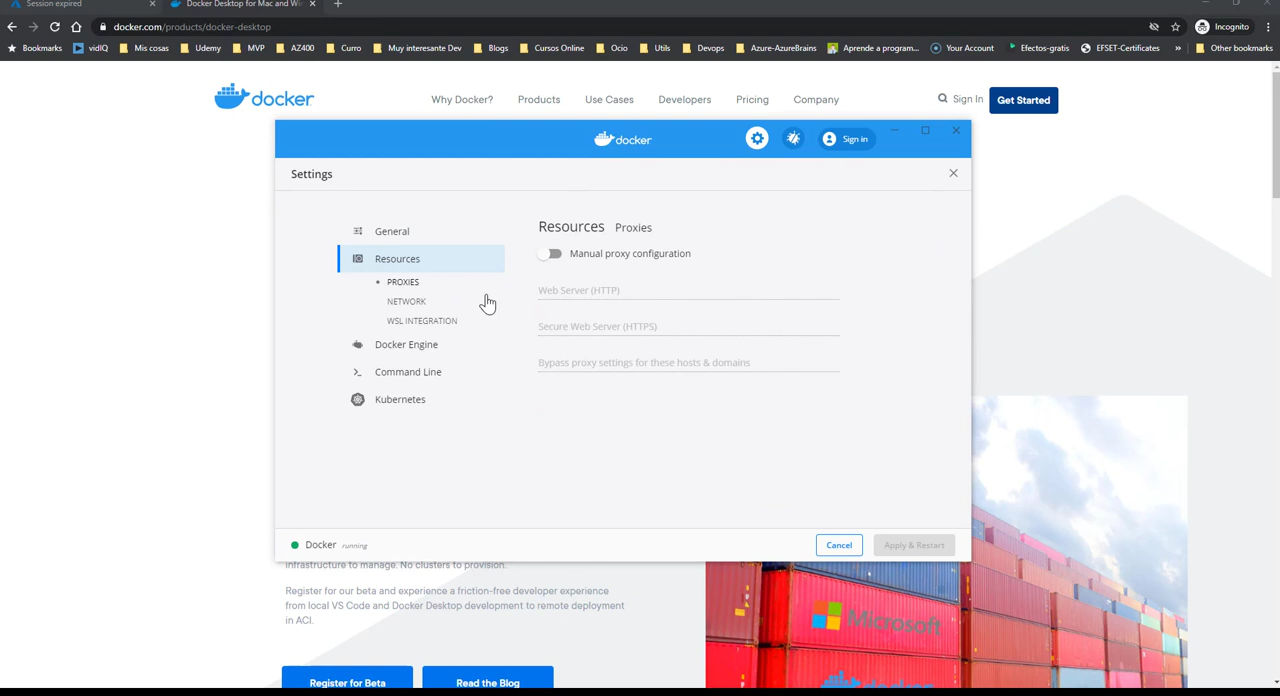 Session expired
Docker Desktop for Mac and Win
docker.com/products/docker-desktop
Incognito
Bookmarks
vidIQ
Mis cosas
Udemy
MVP
AZ400
Curro
Muy interesante Dev
Blogs
Cursos Online
Ocio
Utils
Devops
Azure-AzureBrains
Aprende a program...
Your Account
Efectos-gratis
EFSET-Certificates
»
Other bookmarks
docker
Why Docker?
Products
Use Cases
Developers
Pricing
Company
Sign In
Get Started
docker
Sign in
Settings
General
Resources
PROXIES
NETWORK
WSL INTEGRATION
Docker Engine
Command Line
Kubernetes
Resources Proxies
Manual proxy configuration
Web Server (HTTP)
Secure Web Server (HTTPS)
Bypass proxy settings for these hosts & domains
Docker running
Cancel
Apply & Restart
infrastructure to manage. No clusters to provision.
Register for our beta and experience a friction-free developer experience
from local VS Code and Docker Desktop development to remote deployment
in ACI.
Register for Beta
Read the Blog
Microsoft